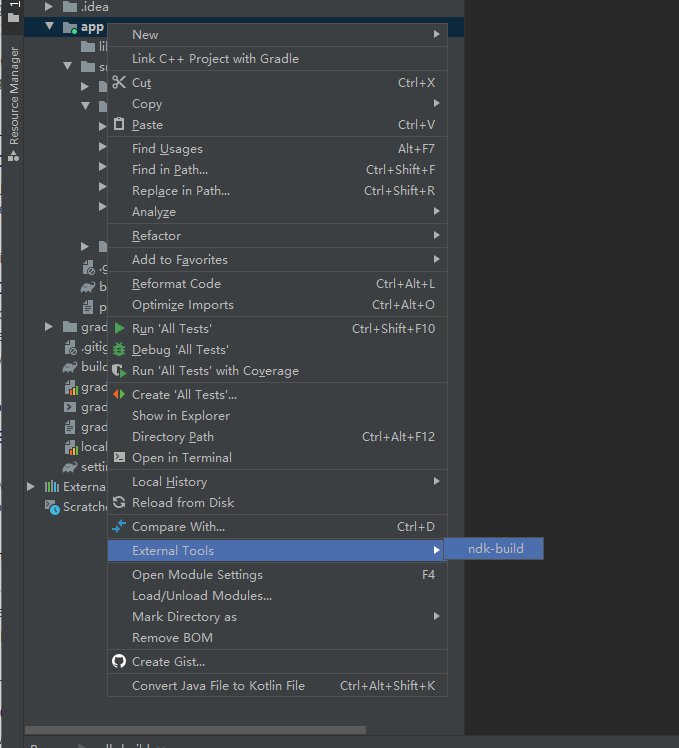 .idea
app
Resource Manager
New
Link C++ Project with Gradle
Cut Ctrl+X
Copy
Paste Ctrl+V
Find Usages Alt+F7
Find in Path... Ctrl+Shift+F
Replace in Path... Ctrl+Shift+R
Analyze
Refactor
Add to Favorites
Reformat Code Ctrl+Alt+L
Optimize Imports Ctrl+Alt+O
grad Run 'All Tests' Ctrl+Shift+F10
.gitig Debug 'All Tests'
build Run 'All Tests' with Coverage
grad Create 'All Tests'...
grad Show in Explorer
grad Directory Path Ctrl+Alt+F12
local Open in Terminal
settin
Externa Local History
Scratche Reload from Disk
Compare With... Ctrl+D
External Tools ndk-build
Open Module Settings F4
Load/Unload Modules...
Mark Directory as
Remove BOM
Create Gist...
Convert Java File to Kotlin File Ctrl+Alt+Shift+K